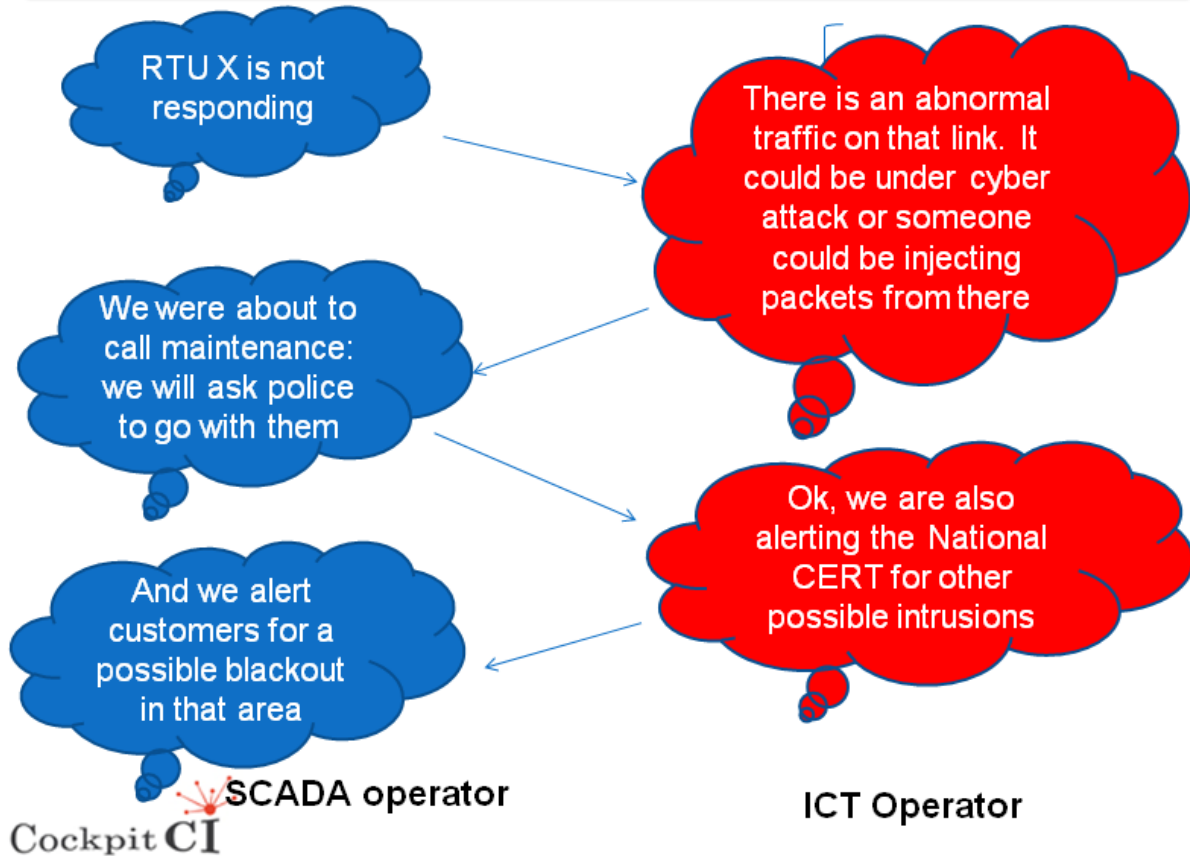 RTU X is not
responding
There is an abnormal
traffic on that link. It
could be under cyber
attack or someone
could be injecting
packets from there
We were about to
call maintenance:
we will ask police
to go with them
Ok, we are also
alerting the National
CERT for other
possible intrusions
And we alert
customers for a
possible blackout
in that area
SCADA operator
ICT Operator
Cockpit CI